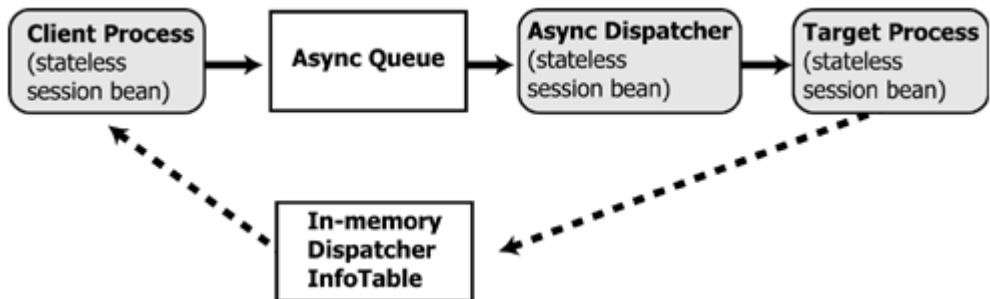 Client Process
(stateless
session bean)
Async Queue
Async Dispatcher
(stateless
session bean)
Target Process
(stateless
session bean)
In-memory
Dispatcher
InfoTable